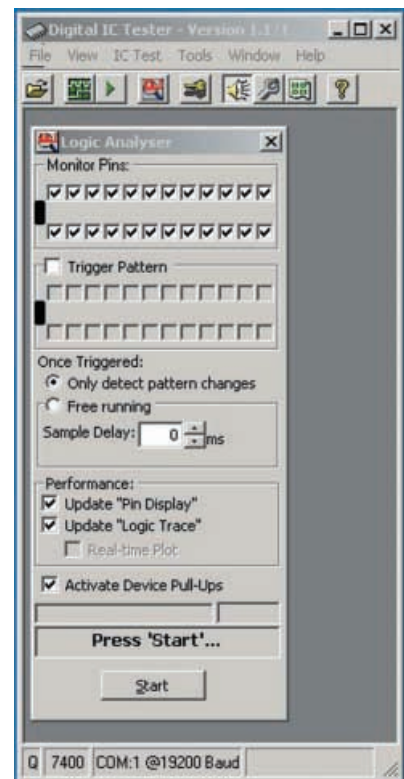 Digital IC Tester - Version 1.1.1
File View IC Test Tools Window Help
Logic Analyser
Monitor Pins:
Trigger Pattern
Once Triggered:
Only detect pattern changes
Free running
Sample Delay: 0 ms
Performance:
Update "Pin Display"
Update "Logic Trace"
Real-time Plot
Activate Device Pull-Ups
Press 'Start'...
Start
Q 7400 COM:1 @19200 Baud